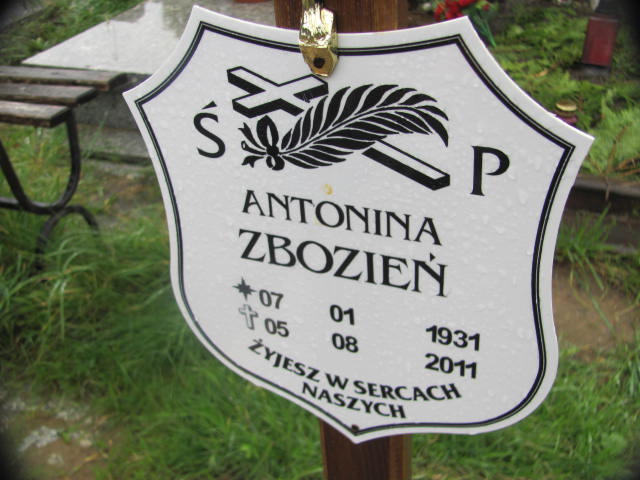 Ś P
ANTONINA
ZBOZIEŃ
07 01 1931
05 08 2011
ŻYJESZ W SERCACH
NASZYCH